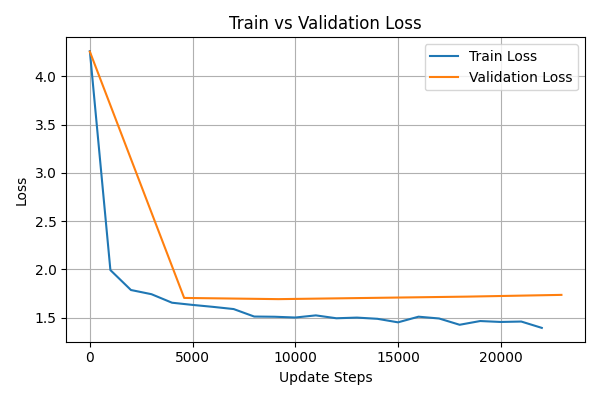 Train vs Validation Loss
Train Loss
Validation Loss
4.0
3.5
3.0
2.5
2.0
1.5
Loss
0 5000 10000 15000 20000
Update Steps